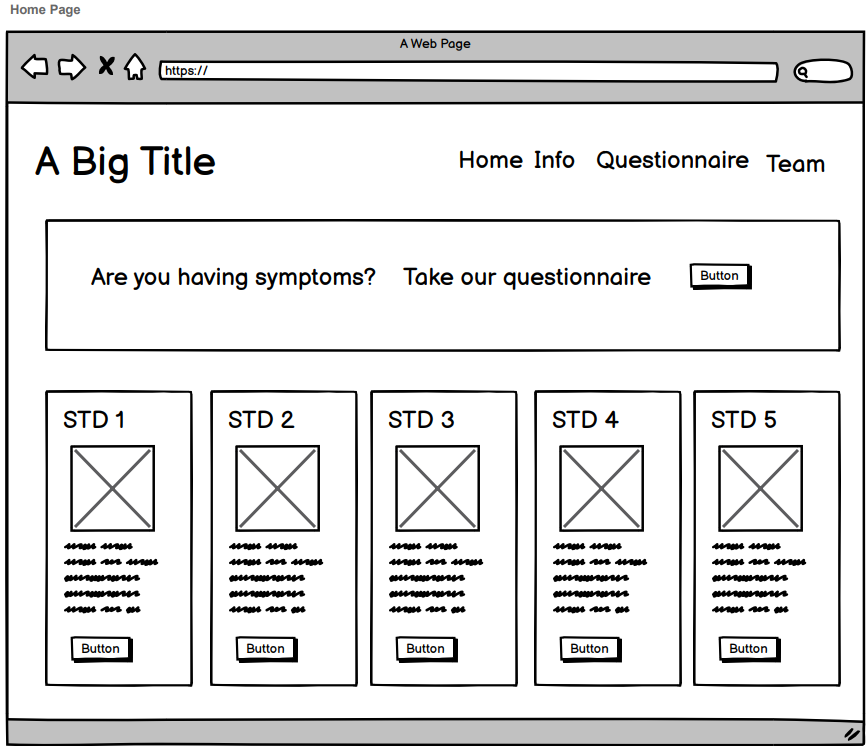 Home Page
A Web Page
https://
A Big Title
Home Info Questionnaire Team
Are you having symptoms? Take our questionnaire Button
STD 1 STD 2 STD 3 STD 4 STD 5
Button Button Button Button Button